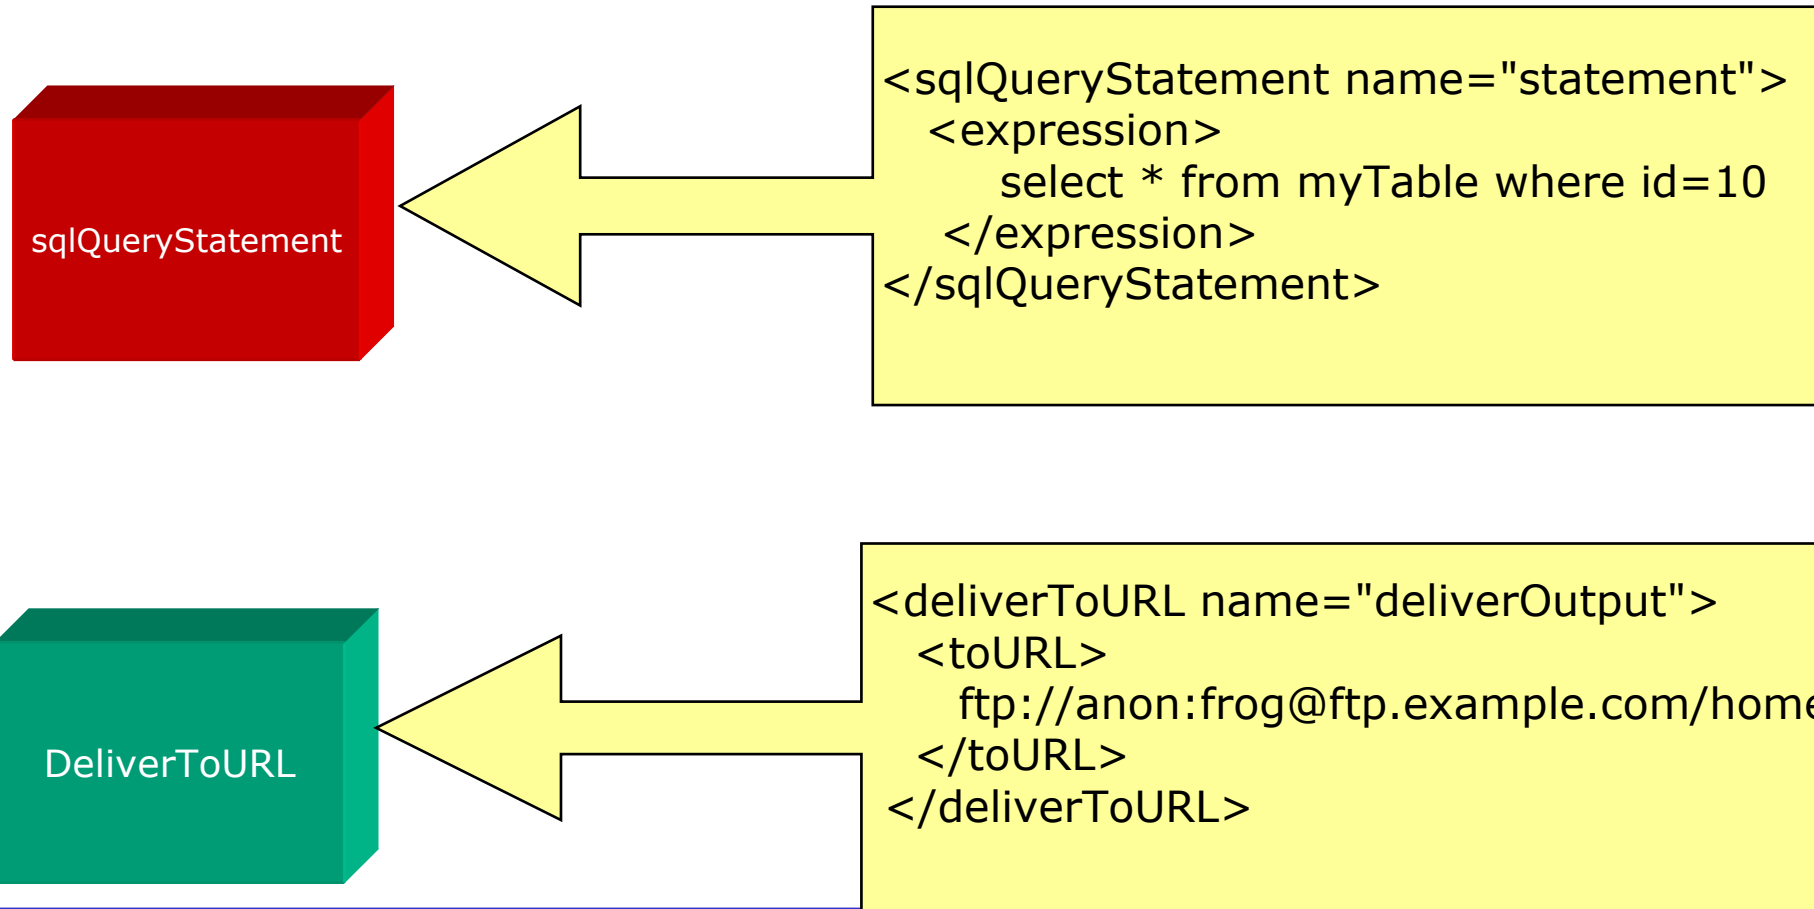 sqlQueryStatement
<sqlQueryStatement name="statement">
<expression>
select * from myTable where id=10
</expression>
</sqlQueryStatement>
DeliverToURL
<deliverToURL name="deliverOutput">
<toURL>
ftp://anon:frog@ftp.example.com/home
</toURL>
</deliverToURL>